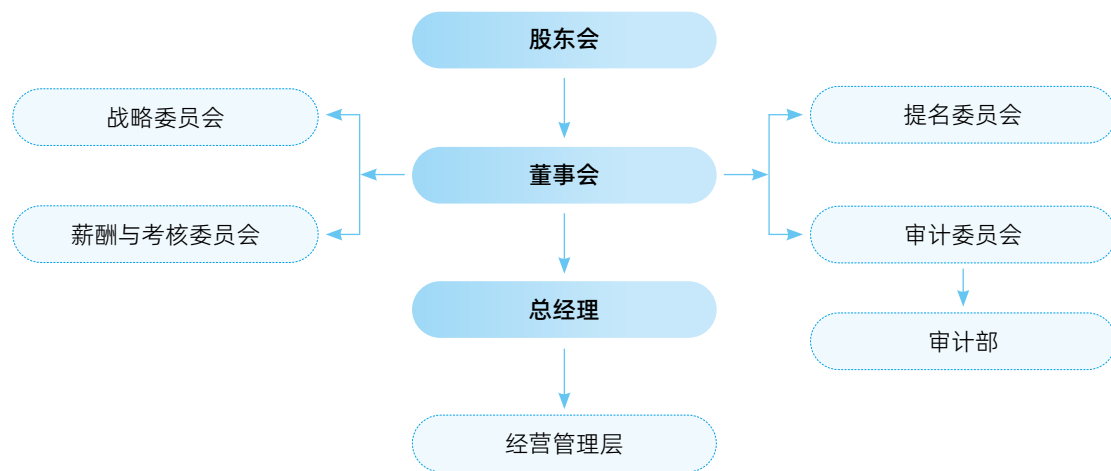 股东会
战略委员会
提名委员会
董事会
薪酬与考核委员会
审计委员会
总经理
审计部
经营管理层